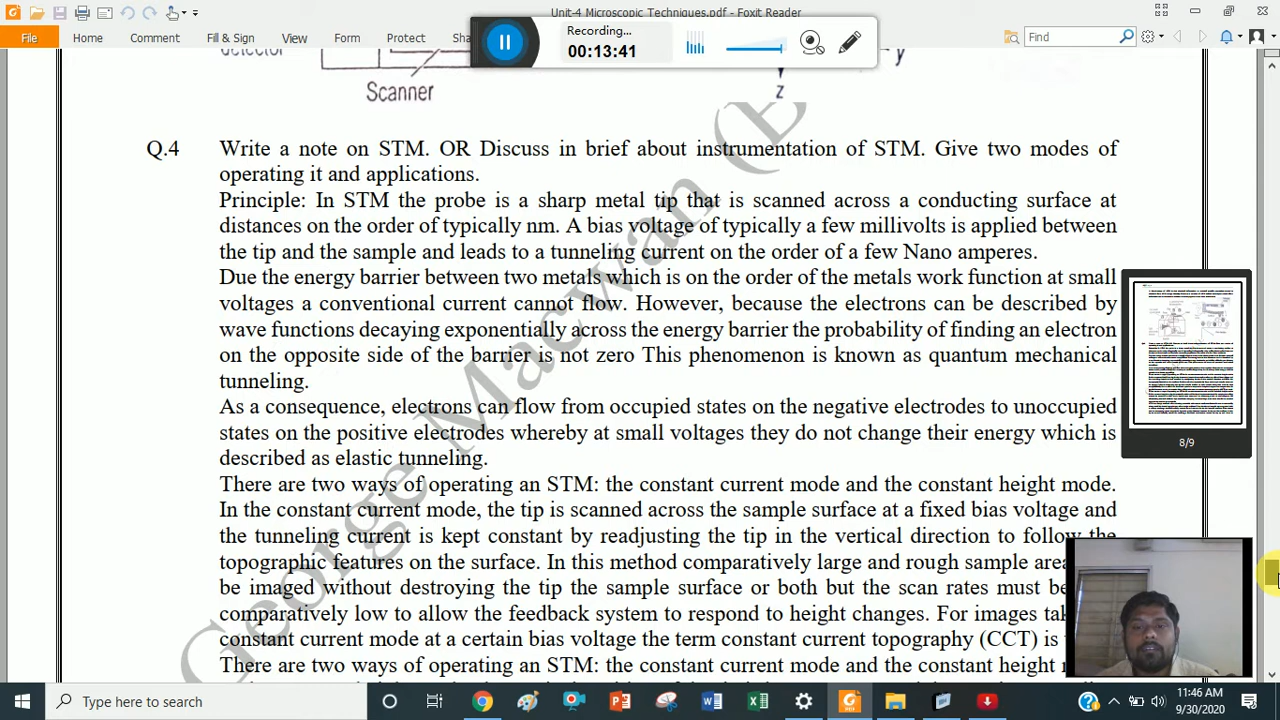 Unit-4 Microscopic Techniques.pdf - Foxit Reader
Recording...
00:13:41
File Home Comment Fill & Sign View Form Protect
Find
Scanner
y
z
Q.4 Write a note on STM. OR Discuss in brief about instrumentation of STM. Give two modes of
operating it and applications.
Principle: In STM the probe is a sharp metal tip that is scanned across a conducting surface at
distances on the order of typically nm. A bias voltage of typically a few millivolts is applied between
the tip and the sample and leads to a tunneling current on the order of a few Nano amperes.
Due the energy barrier between two metals which is on the order of the metals work function at small
voltages a conventional current cannot flow. However, because the electrons can be described by
wave functions decaying exponentially across the energy barrier the probability of finding an electron
on the opposite side of the barrier is not zero This phenomenon is known as quantum mechanical
tunneling.
As a consequence, electrons can flow from occupied states on the negative electrodes to unoccupied
states on the positive electrodes whereby at small voltages they do not change their energy which is
described as elastic tunneling.
There are two ways of operating an STM: the constant current mode and the constant height mode.
In the constant current mode, the tip is scanned across the sample surface at a fixed bias voltage and
the tunneling current is kept constant by readjusting the tip in the vertical direction to follow the
topographic features on the surface. In this method comparatively large and rough sample
be imaged without destroying the tip the sample surface or both but the scan rates must be
comparatively low to allow the feedback system to respond to height changes. For images
constant current mode at a certain bias voltage the term constant current topography (CCT) is
There are two ways of operating an STM: the constant current mode and the constant height
George Macwan
8/9
Type here to search
11:46 AM
9/30/2020